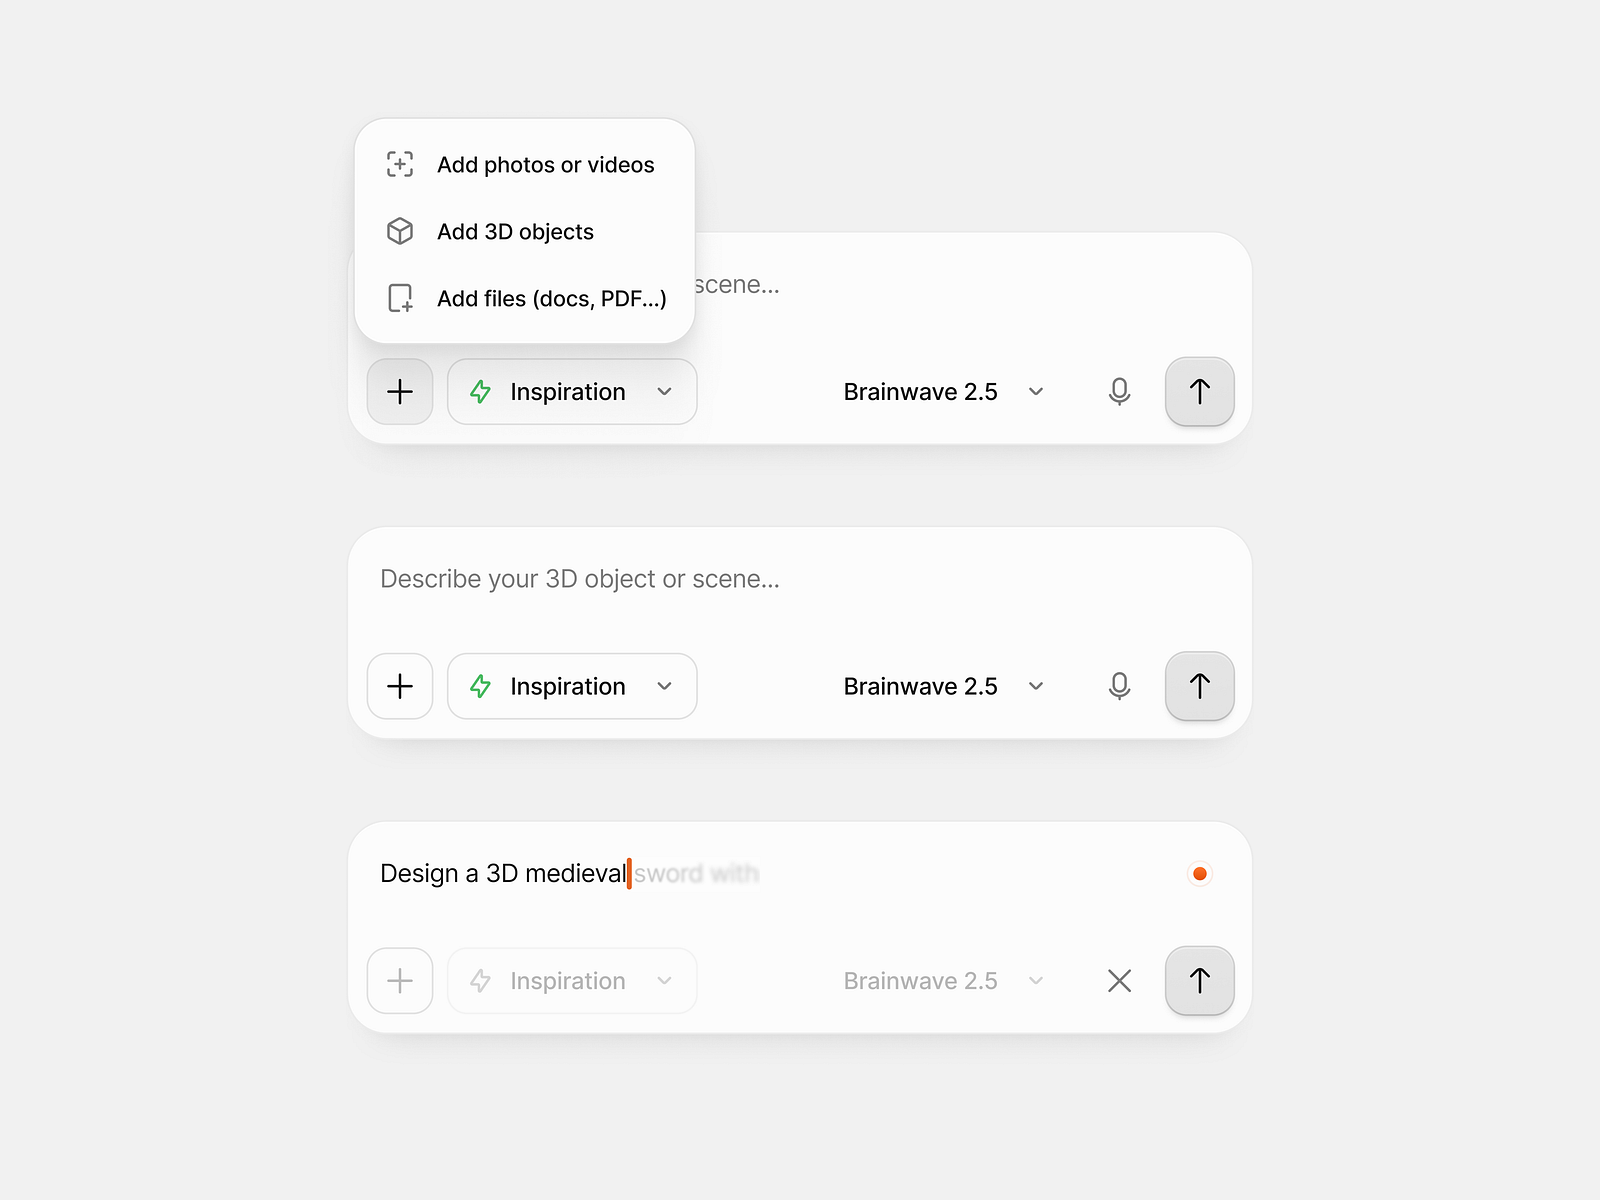 Add photos or videos
Add 3D objects
Add files (docs, PDF...)
scene...
Inspiration
Brainwave 2.5
Describe your 3D object or scene...
Inspiration
Brainwave 2.5
Design a 3D medieval sword with
Inspiration
Brainwave 2.5